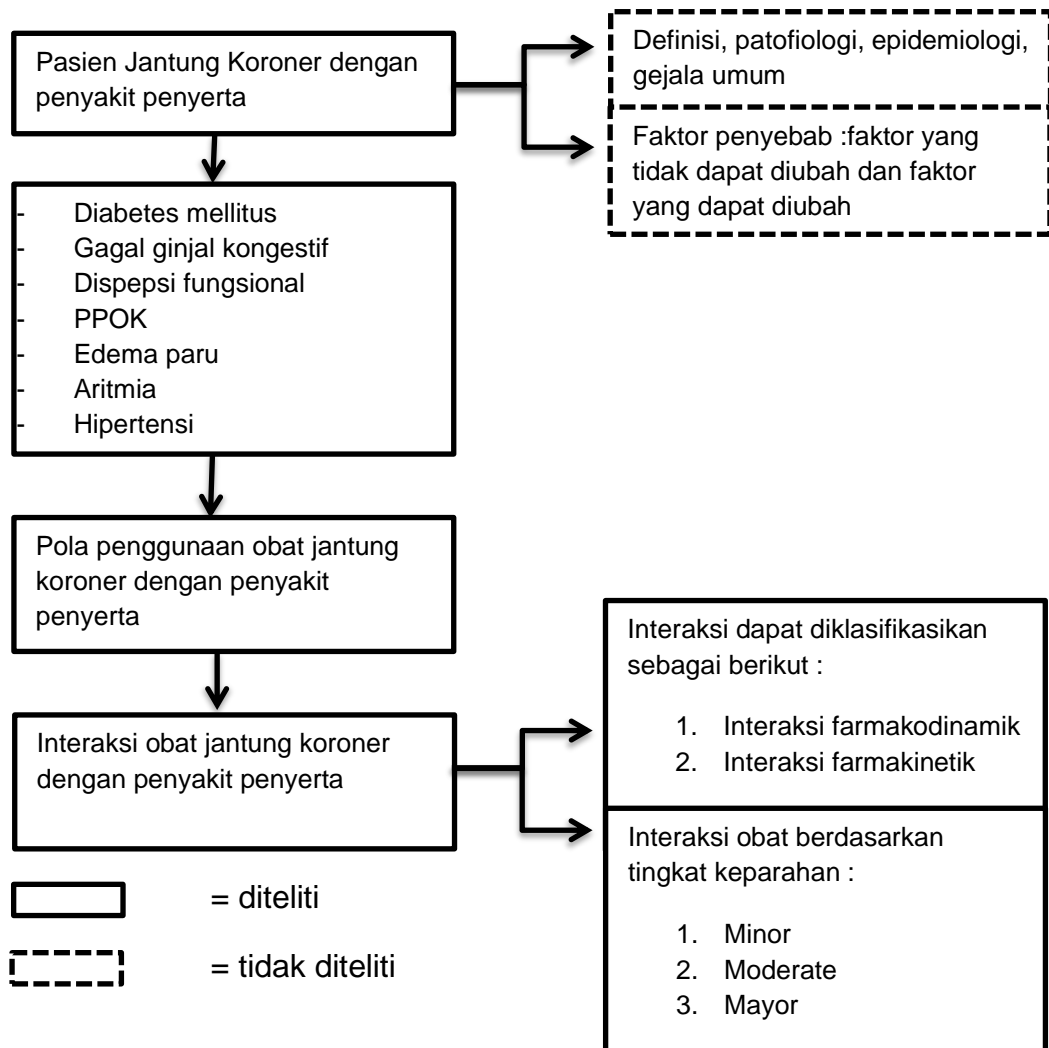 Pasien Jantung Koroner dengan
penyakit penyerta
Definisi, patofiologi, epidemiologi,
gejala umum
Faktor penyebab :faktor yang
tidak dapat diubah dan faktor
yang dapat diubah
- Diabetes mellitus
- Gagal ginjal kongestif
- Dispepsi fungsional
- PPOK
- Edema paru
- Aritmia
- Hipertensi
Pola penggunaan obat jantung
koroner dengan penyakit
penyerta
Interaksi obat jantung koroner
dengan penyakit penyerta
Interaksi dapat diklasifikasikan
sebagai berikut :
1. Interaksi farmakodinamik
2. Interaksi farmakinetik
Interaksi obat berdasarkan
tingkat keparahan :
1. Minor
2. Moderate
3. Mayor
= diteliti
= tidak diteliti